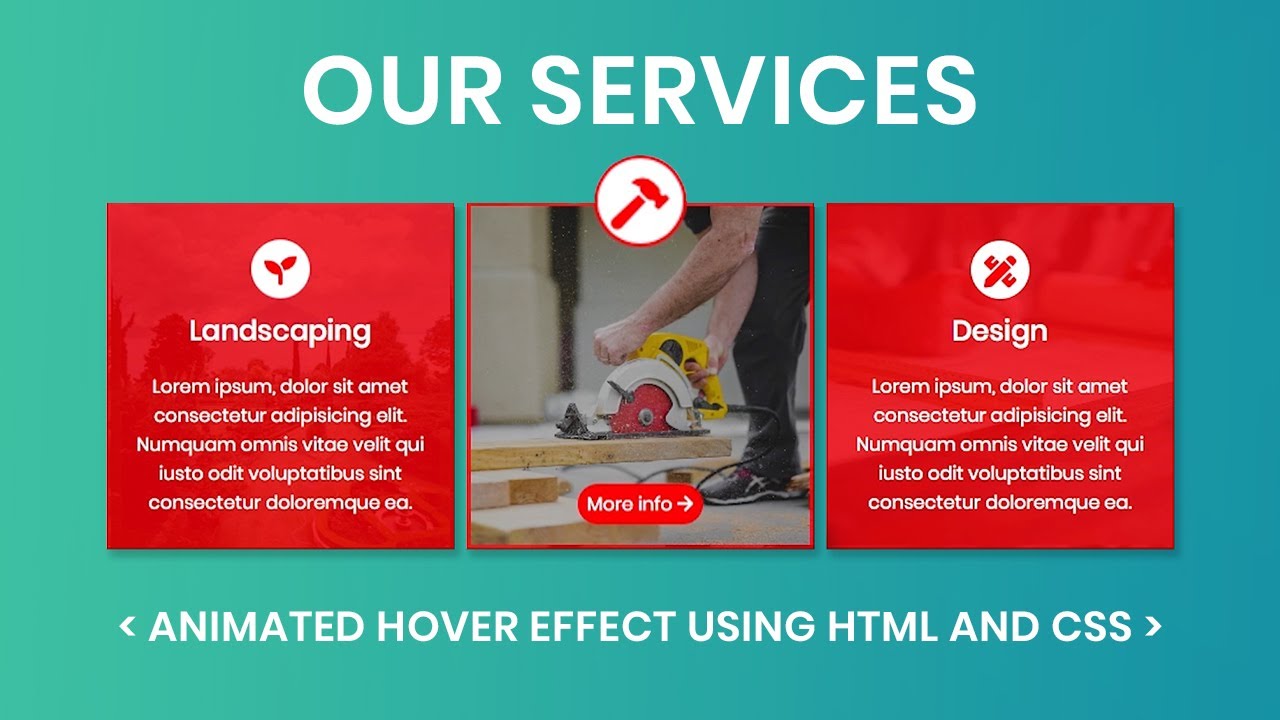 OUR SERVICES
Landscaping
Lorem ipsum, dolor sit amet
consectetur adipisicing elit.
Numquam omnis vitae velit qui
iusto odit voluptatibus sint
consectetur doloremque ea.
More info →
Design
Lorem ipsum, dolor sit amet
consectetur adipisicing elit.
Numquam omnis vitae velit qui
iusto odit voluptatibus sint
consectetur doloremque ea.
< ANIMATED HOVER EFFECT USING HTML AND CSS >